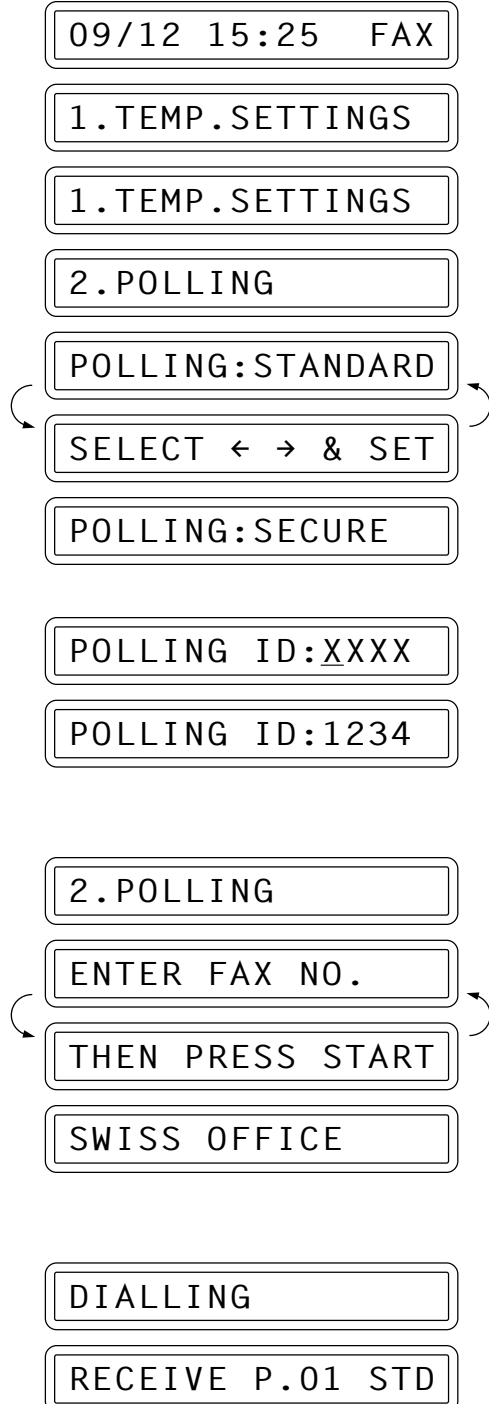 09/12 15:25 FAX
1.TEMP.SETTINGS
1.TEMP.SETTINGS
2.POLLING
POLLING:STANDARD
SELECT ← → & SET
POLLING:SECURE
POLLING ID:XXXX
POLLING ID:1234
2.POLLING
ENTER FAX NO.
THEN PRESS START
SWISS OFFICE
DIALLING
RECEIVE P.01 STD